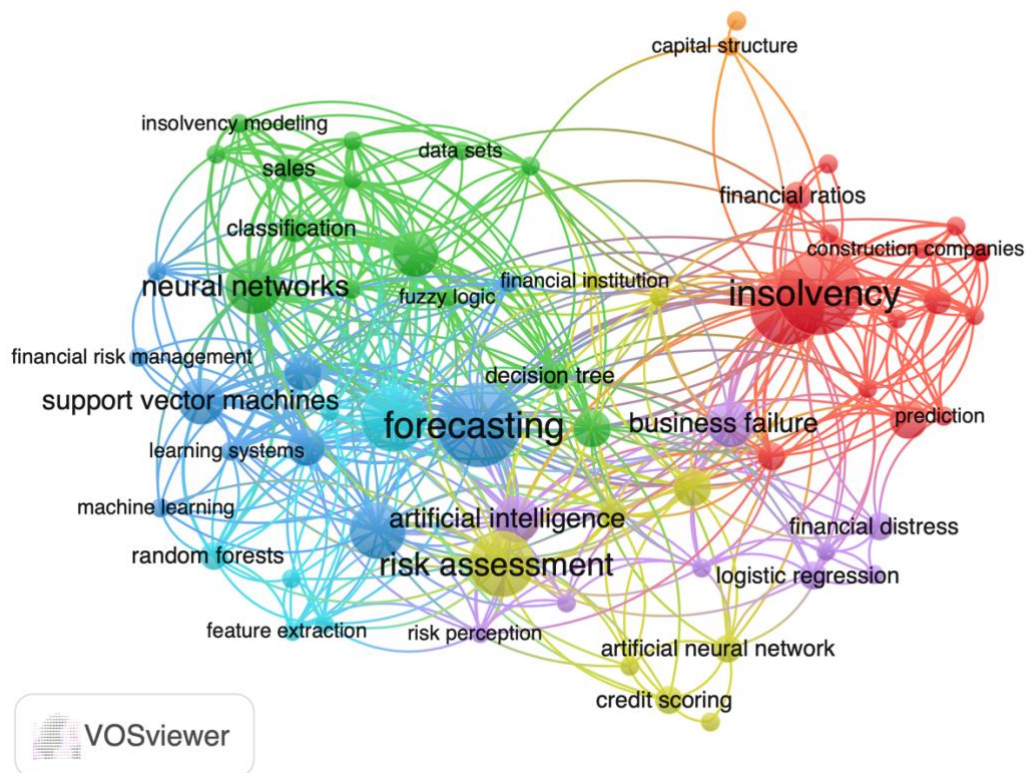 capital structure
insolvency modeling
data sets
sales
financial ratios
classification
construction companies
financial institution
neural networks
fuzzy logic
insolvency
financial risk management
decision tree
support vector machines
forecasting
business failure
prediction
learning systems
machine learning
artificial intelligence
financial distress
random forests
risk assessment
logistic regression
feature extraction
risk perception
artificial neural network
credit scoring
VOSviewer